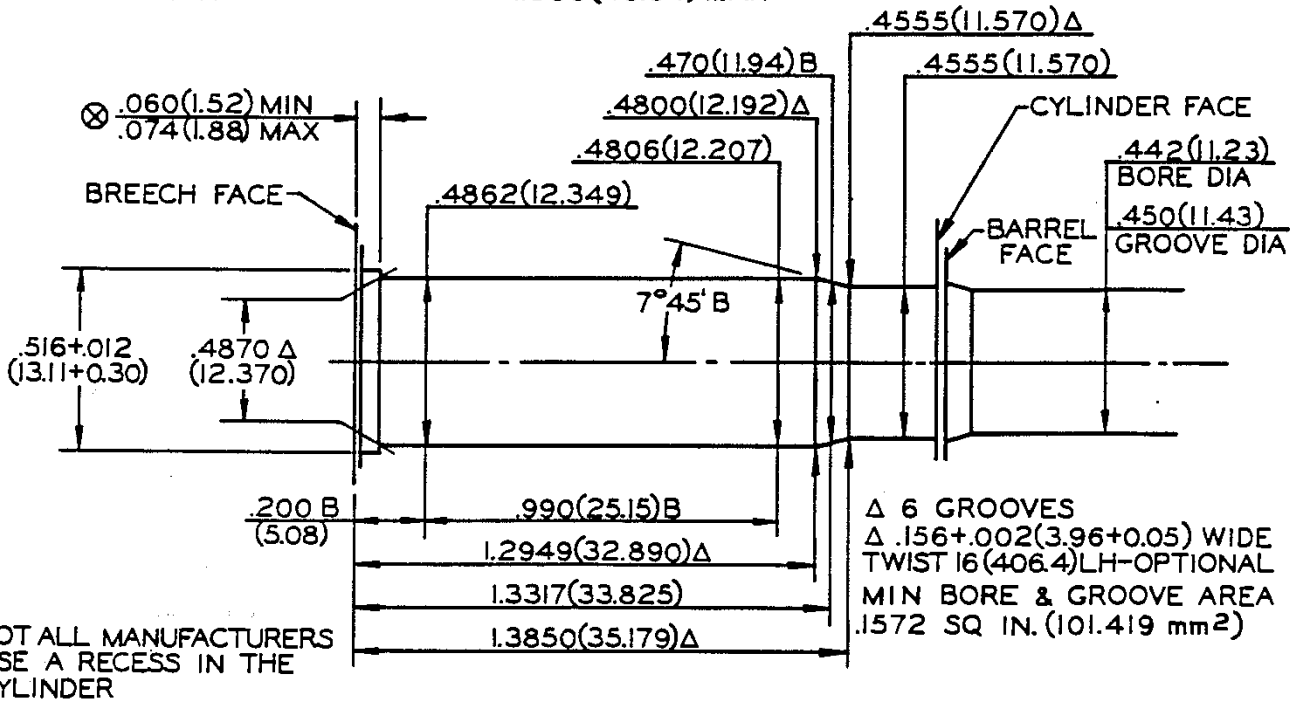 .4555(11.570)Δ
.470(11.94)B
.4555(11.570)
⊗ .060(1.52) MIN
.074(1.88) MAX
.4800(12.192)Δ
CYLINDER FACE
.4806(12.207)
.442(11.23)
BORE DIA
BREECH FACE
.4862(12.349)
.450(11.43)
GROOVE DIA
BARREL
FACE
7°45' B
.516+.012
(13.11+0.30)
.4870 Δ
(12.370)
.200 B
(5.08)
.990(25.15)B
1.2949(32.890)Δ
1.3317(33.825)
1.3850(35.179)Δ
Δ 6 GROOVES
Δ .156+.002(3.96+0.05) WIDE
TWIST 16(406.4)LH-OPTIONAL
MIN BORE & GROOVE AREA
.1572 SQ IN. (101.419 mm²)
OT ALL MANUFACTURERS
SE A RECESS IN THE
YLINDER